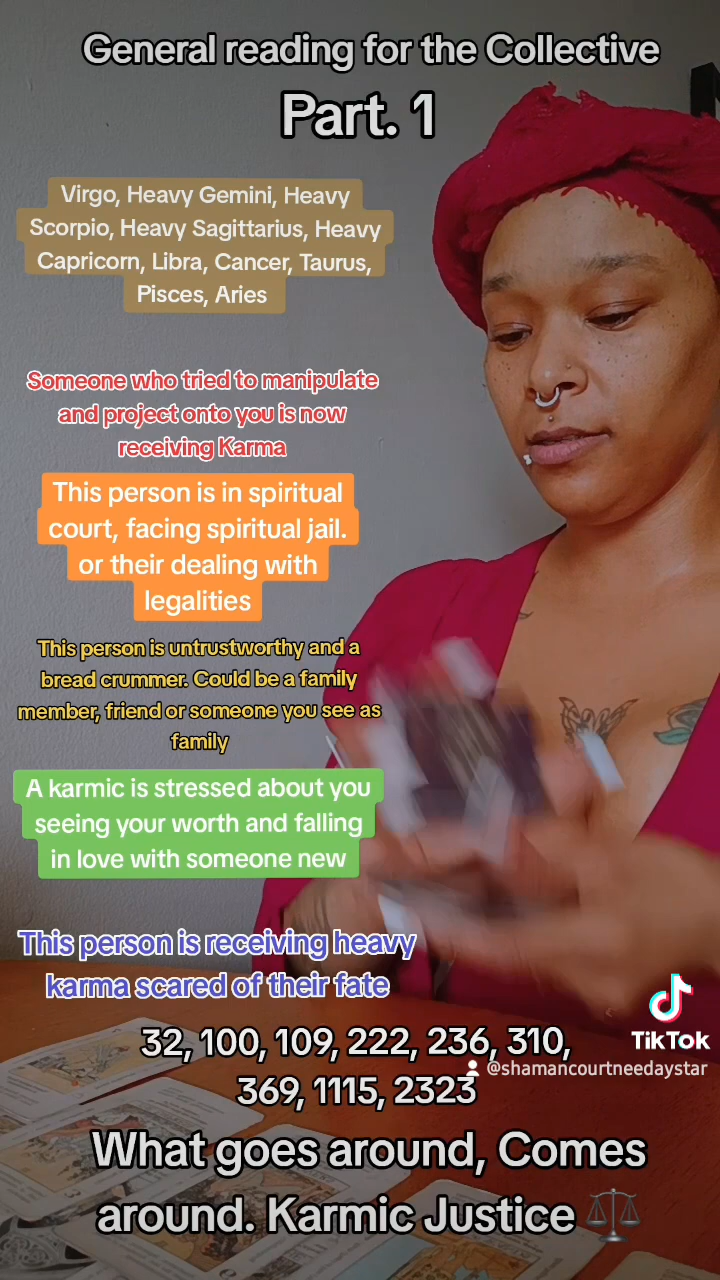 General reading for the Collective
Part. 1
Virgo, Heavy Gemini, Heavy
Scorpio, Heavy Sagittarius, Heavy
Capricorn, Libra, Cancer, Taurus,
Pisces, Aries
Someone who tried to manipulate
and project onto you is now
receiving Karma
This person is in spiritual
court, facing spiritual jail.
or their dealing with
legalities
This person is untrustworthy and a
bread crummer. Could be a family
member, friend or someone you see as
family
A karmic is stressed about you
seeing your worth and falling
in love with someone new
This person is receiving heavy
karma scared of their fate
32, 100, 109, 222, 236, 310,
369, 1115, 2323
TikTok
@shamancourtneedaystar
What goes around, Comes
around. Karmic Justice ⚖️